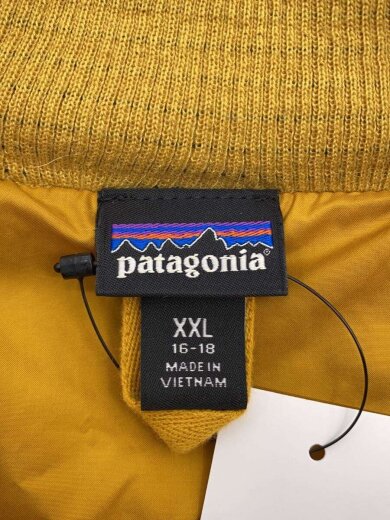 patagonia®
XXL
16-18
MADE IN
VIETNAM